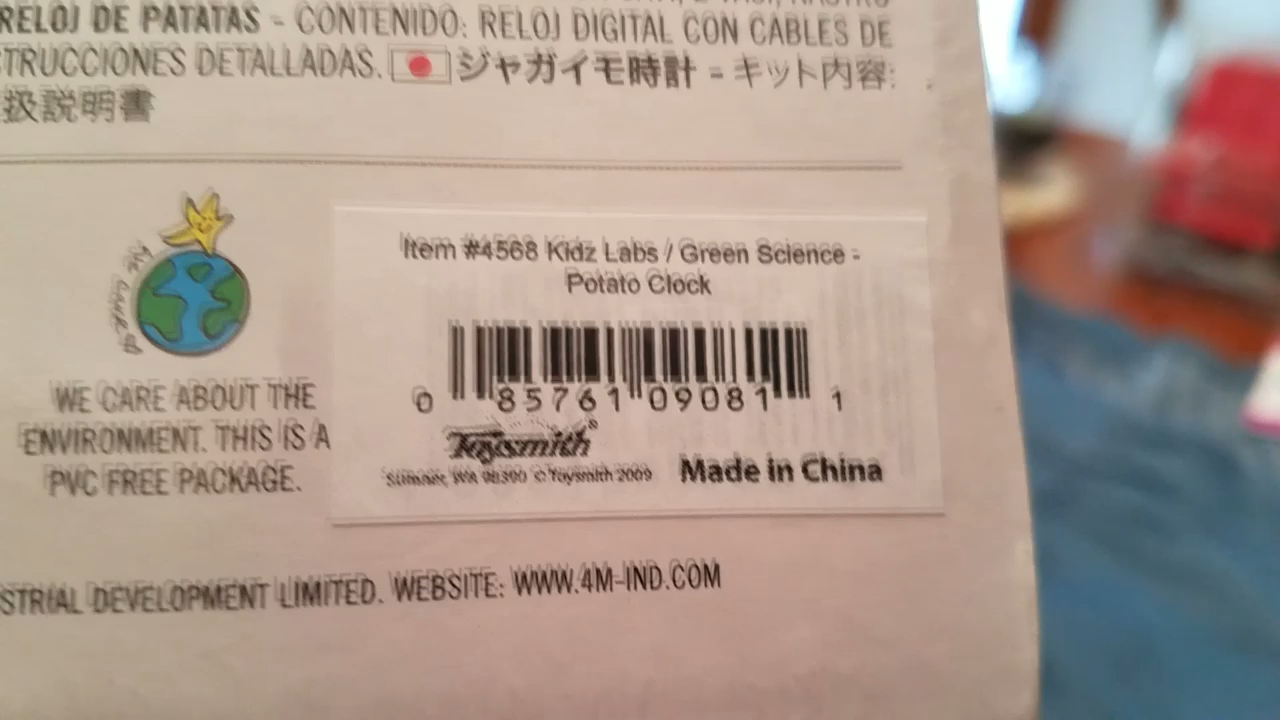 RELOJ DE PATATAS - CONTENIDO: RELOJ DIGITAL CON CABLES DE
TRUCCIONES DETALLADAS. ジャガイモ時計 - キット内容:
扱説明書
Item #4568 Kidz Labs / Green Science -
Potato Clock
0 85761 09081 1
Toysmith®
Sumner, WA 98390 © Toysmith 2009
Made in China
WE CARE ABOUT THE
ENVIRONMENT. THIS IS A
PVC FREE PACKAGE.
STRIAL DEVELOPMENT LIMITED. WEBSITE: WWW.4M-IND.COM